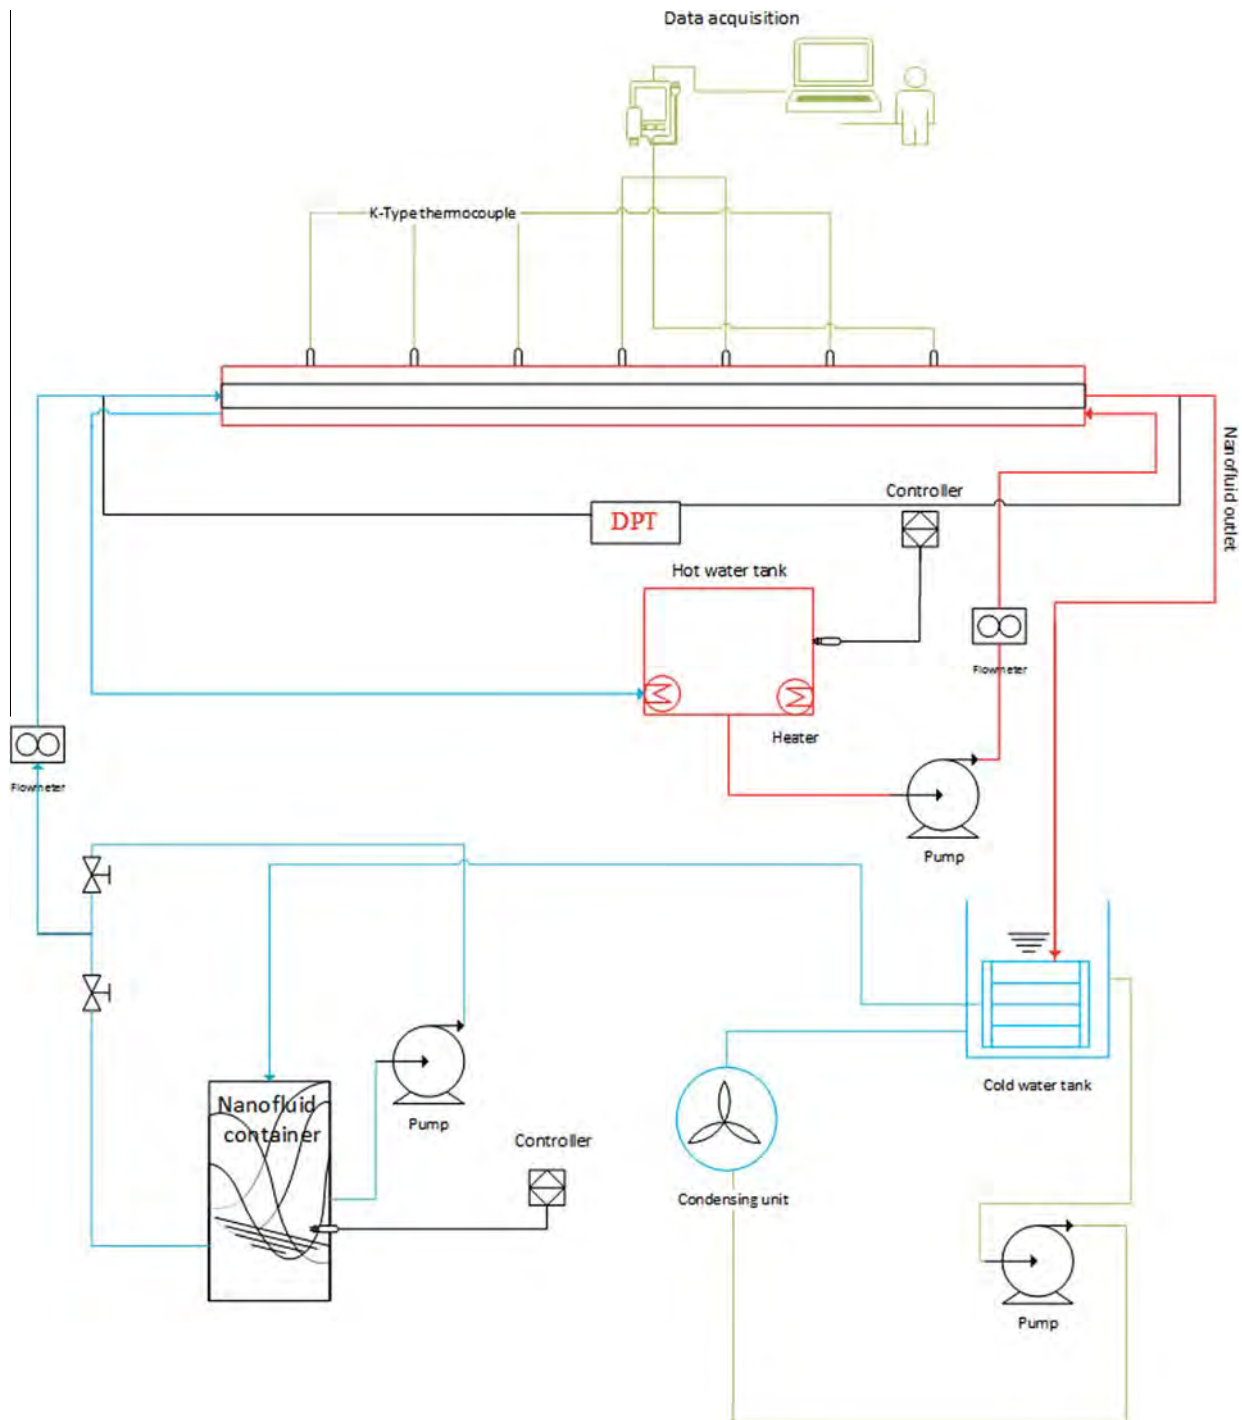 Data acquisition
K-Type thermocouple
Nanofluid outlet
Controller
DPT
Hot water tank
Flowmeter
Heater
Flowmeter
Pump
Cold water tank
Nanofluid
container
Pump
Controller
Condensing unit
Pump